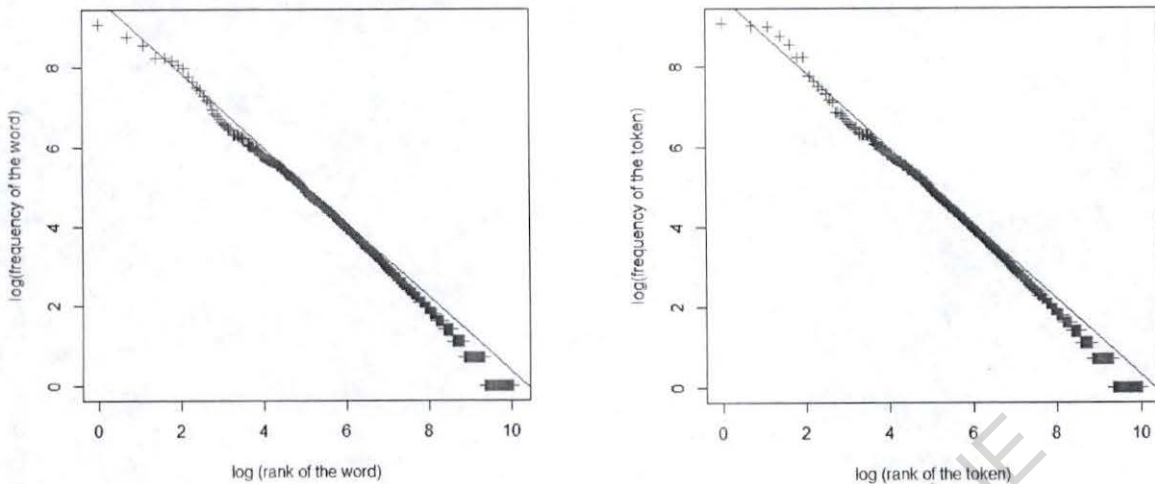 log(frequency of the word)
8
6
4
2
0
0 2 4 6 8 10
log (rank of the word)
log(frequency of the token)
8
6
4
2
0
0 2 4 6 8 10
log (rank of the token)